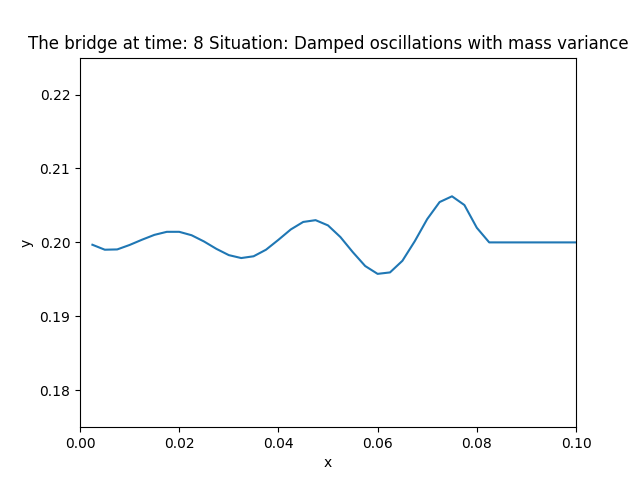 The bridge at time: 8 Situation: Damped oscillations with mass variance
0.22
0.21
0.20
0.19
0.18
y
0.00 0.02 0.04 0.06 0.08 0.10
x